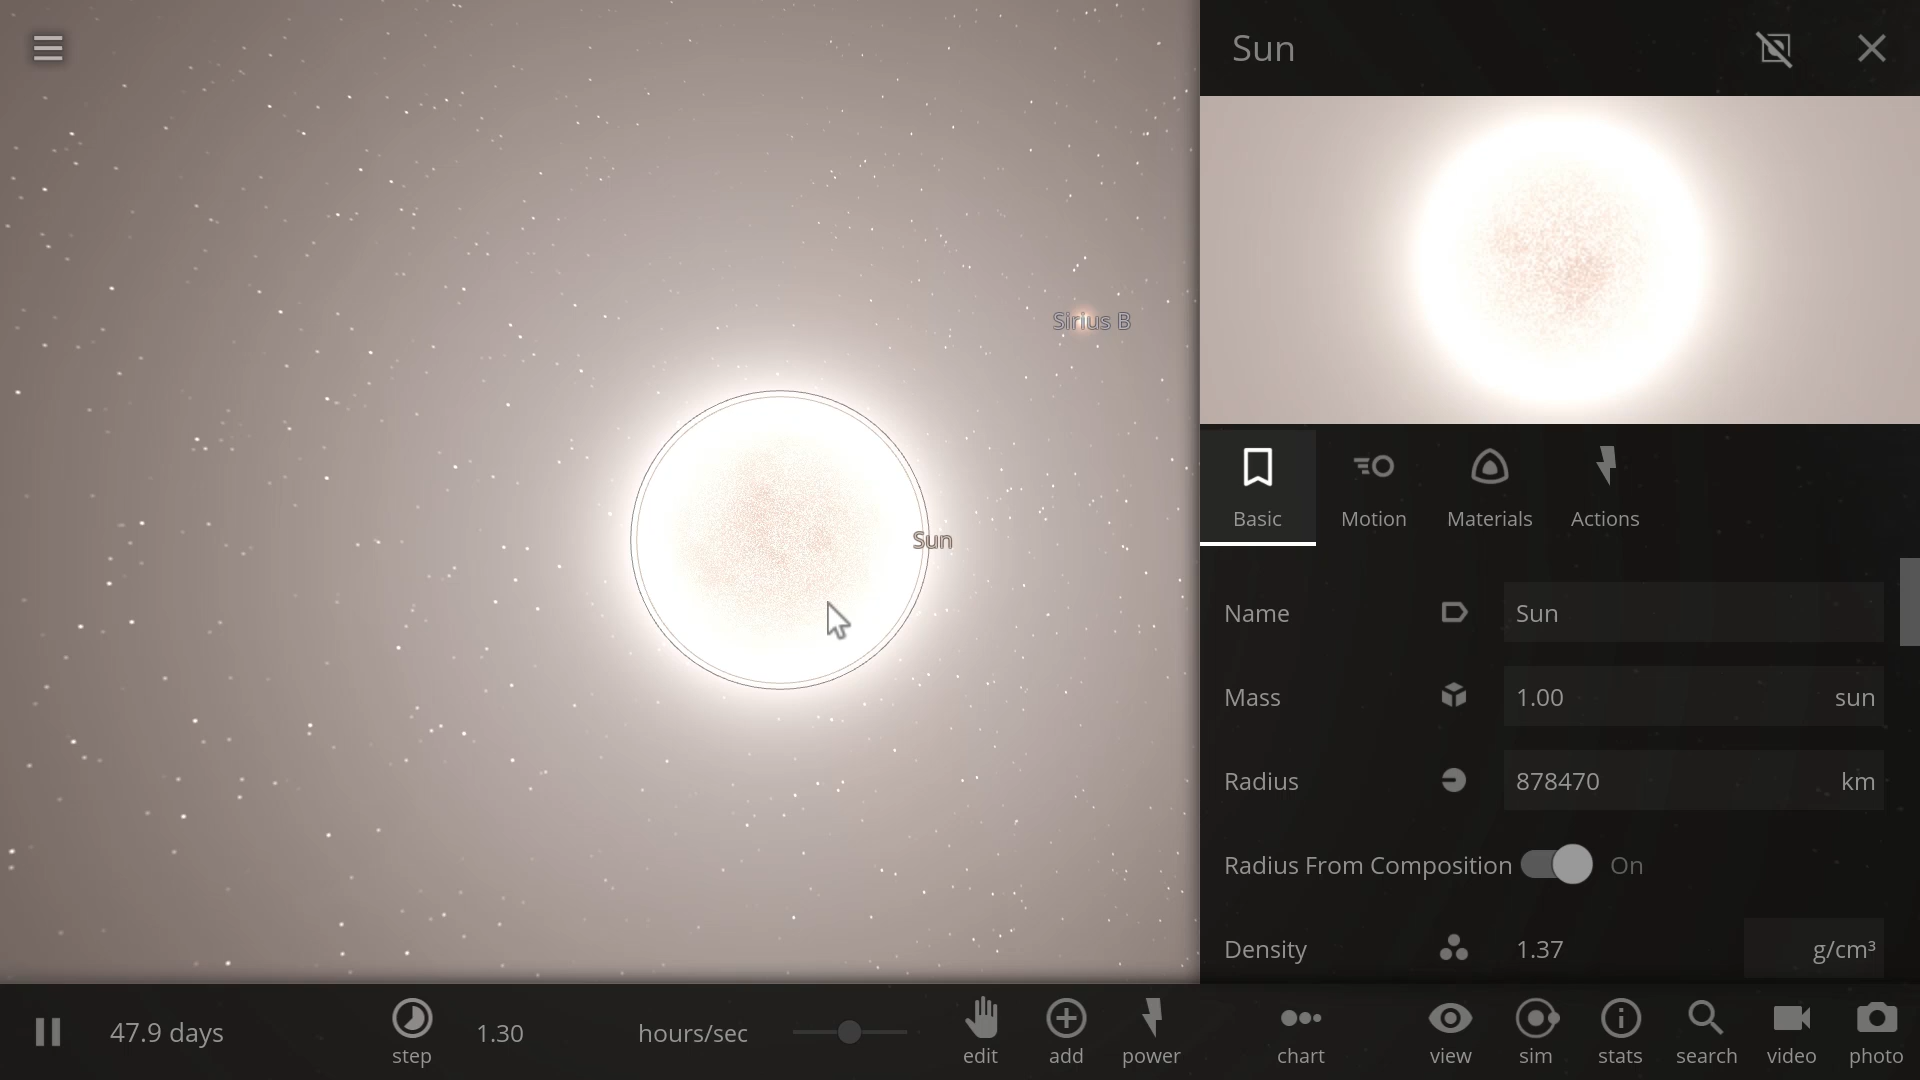 Sun
Sirius B
Sun
Basic
Motion
Materials
Actions
Name
Sun
Mass
1.00 sun
Radius
878470 km
Radius From Composition
On
Density
1.37 g/cm³
47.9 days
step
1.30 hours/sec
edit
add
power
chart
view
sim
stats
search
video
photo